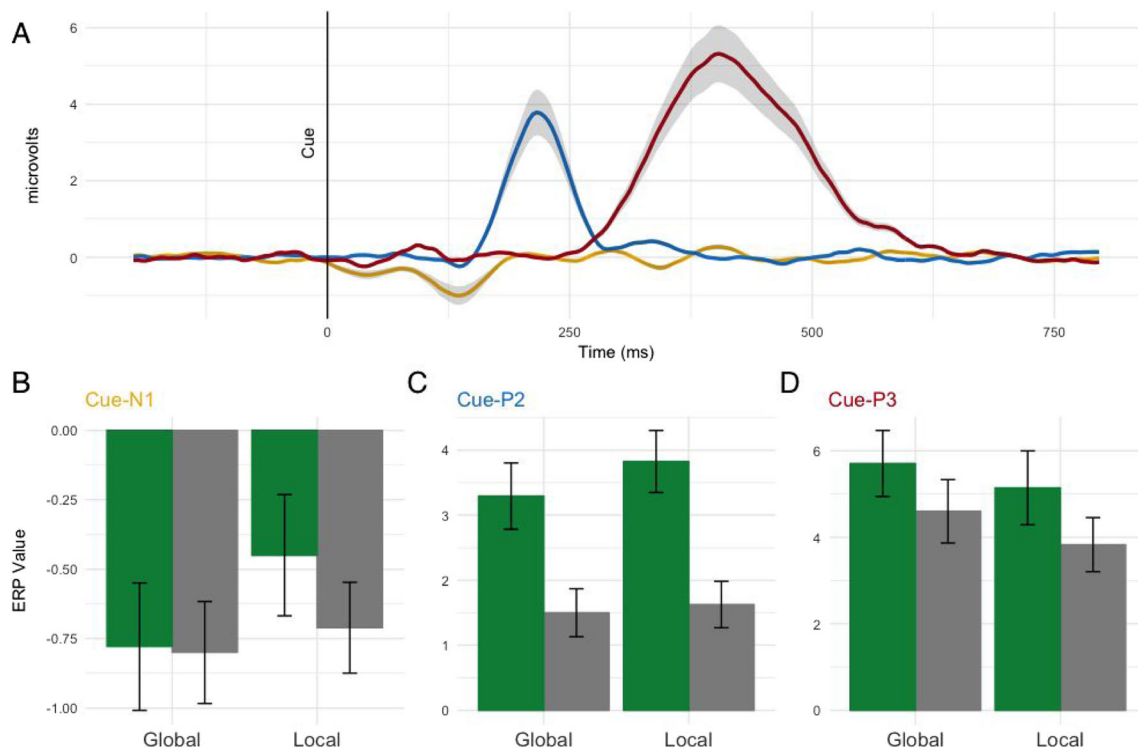 A
6
4
2
0
microvolts
Cue
0
250
500
750
Time (ms)
B
Cue-N1
0.00
-0.25
-0.50
-0.75
-1.00
ERP Value
Global
Local
C
Cue-P2
4
3
2
1
0
Global
Local
D
Cue-P3
6
4
2
0
Global
Local